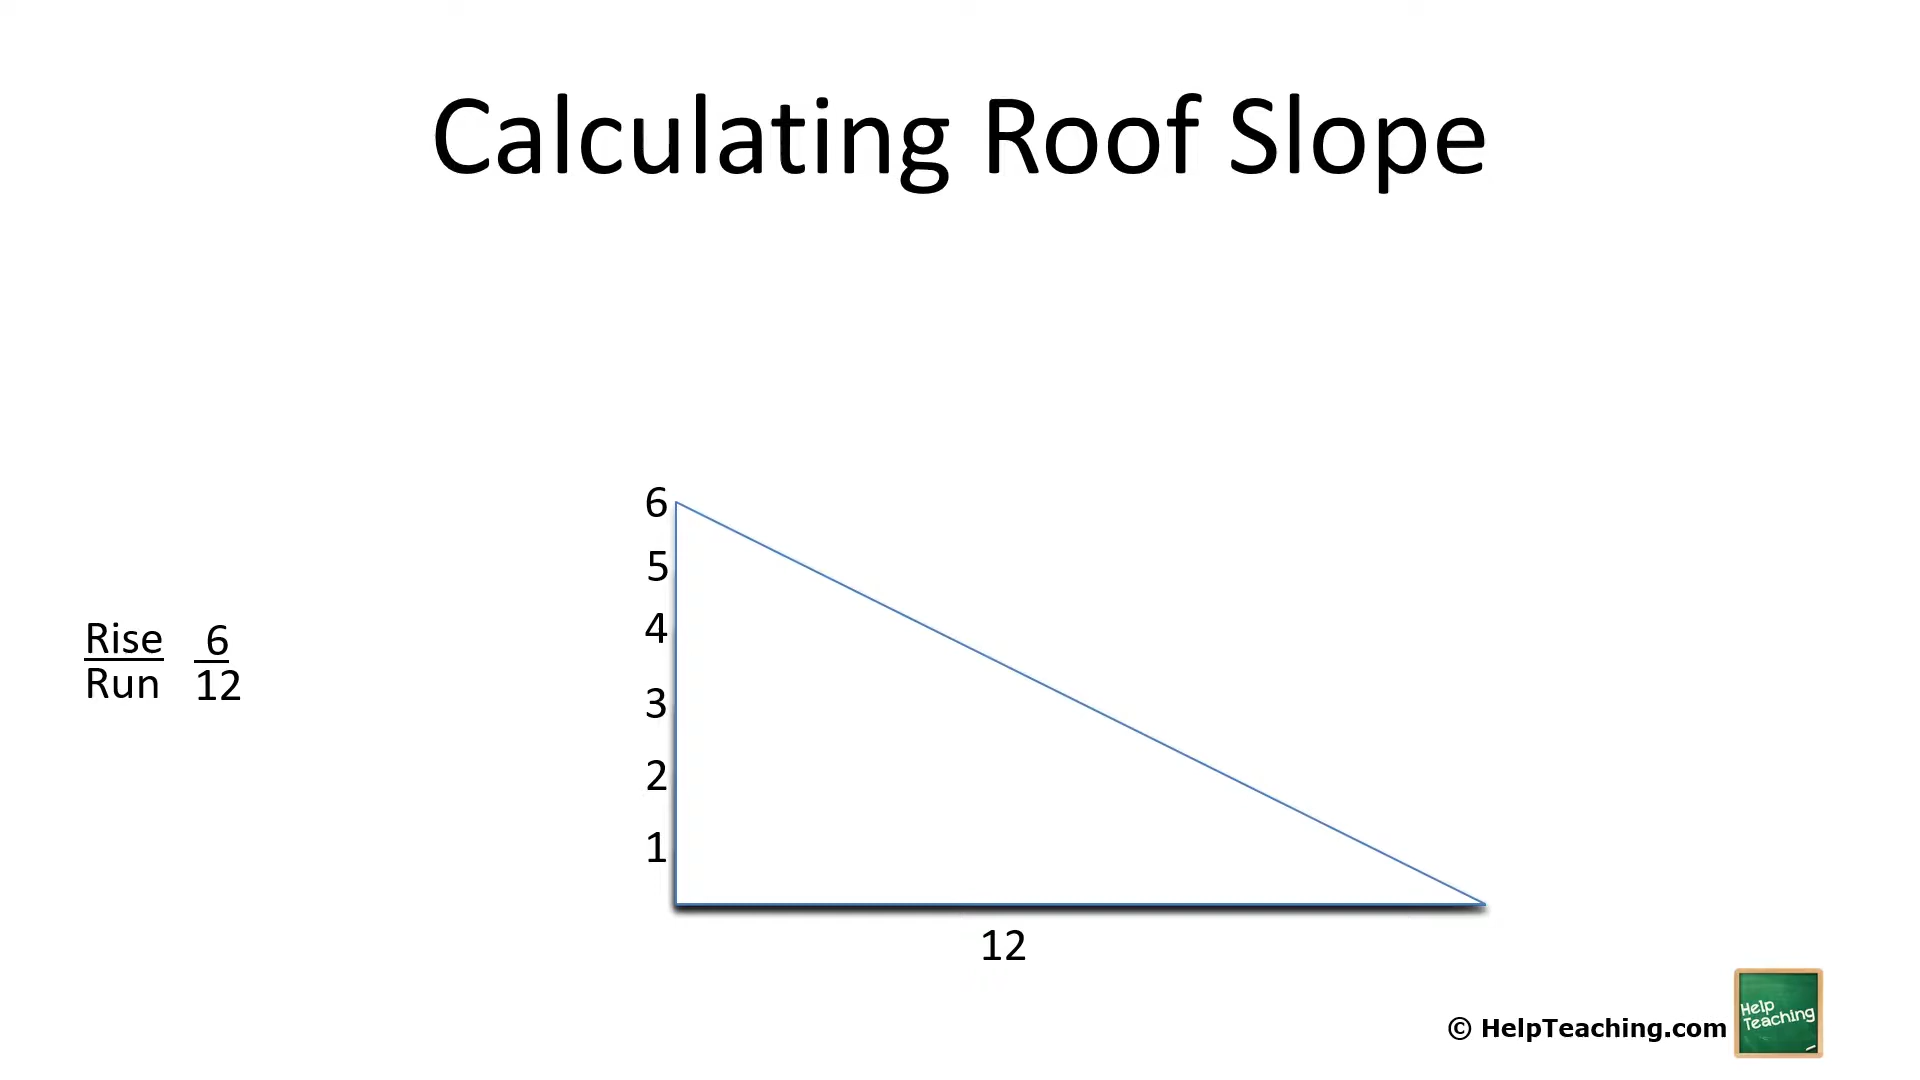 Calculating Roof Slope
6
5
4
Rise 6
Run 12
3
2
1
12
© HelpTeaching.com
Help
Teaching